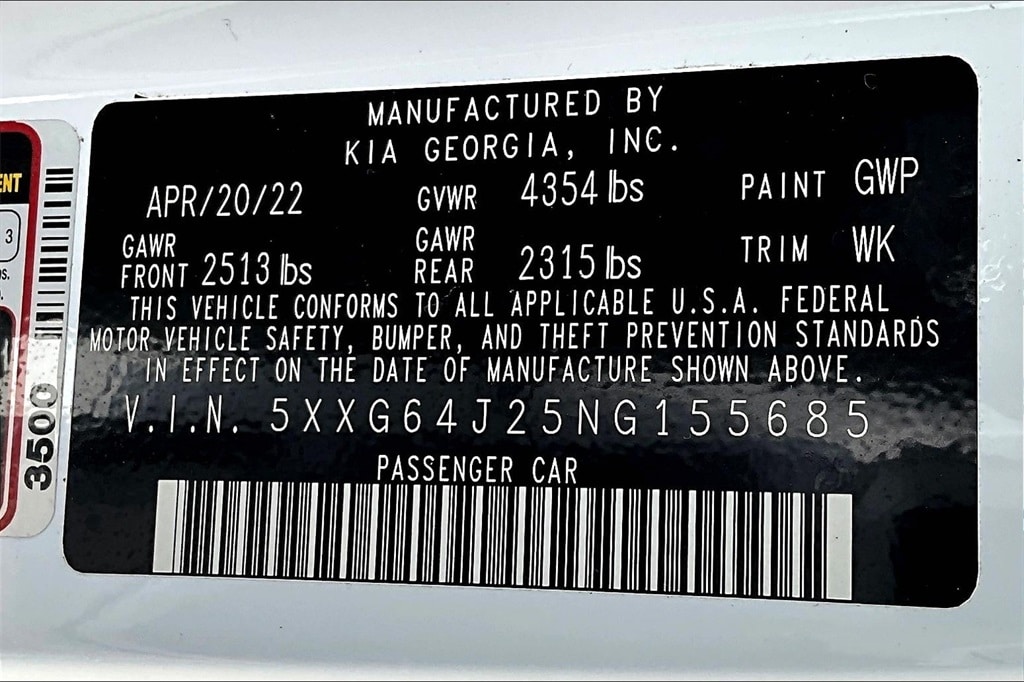 MANUFACTURED BY
KIA GEORGIA, INC.
APR/20/22 GVWR 4354 lbs PAINT GWP
GAWR FRONT 2513 lbs GAWR REAR 2315 lbs TRIM WK
THIS VEHICLE CONFORMS TO ALL APPLICABLE U.S.A. FEDERAL
MOTOR VEHICLE SAFETY, BUMPER, AND THEFT PREVENTION STANDARDS
IN EFFECT ON THE DATE OF MANUFACTURE SHOWN ABOVE.
V.I.N. 5XXG64J25NG155685
PASSENGER CAR
3500
3